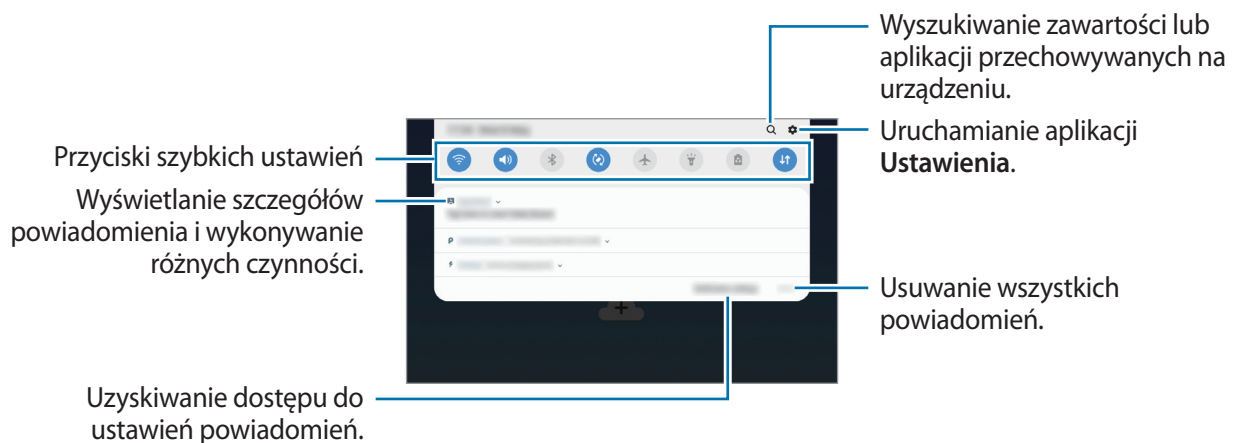 Wyszukiwanie zawartości lub
aplikacji przechowywanych na
urządzeniu.
Uruchamianie aplikacji
Ustawienia.
Przyciski szybkich ustawień
Wyświetlanie szczegółów
powiadomienia i wykonywanie
różnych czynności.
Usuwanie wszystkich
powiadomień.
Uzyskiwanie dostępu do
ustawień powiadomień.